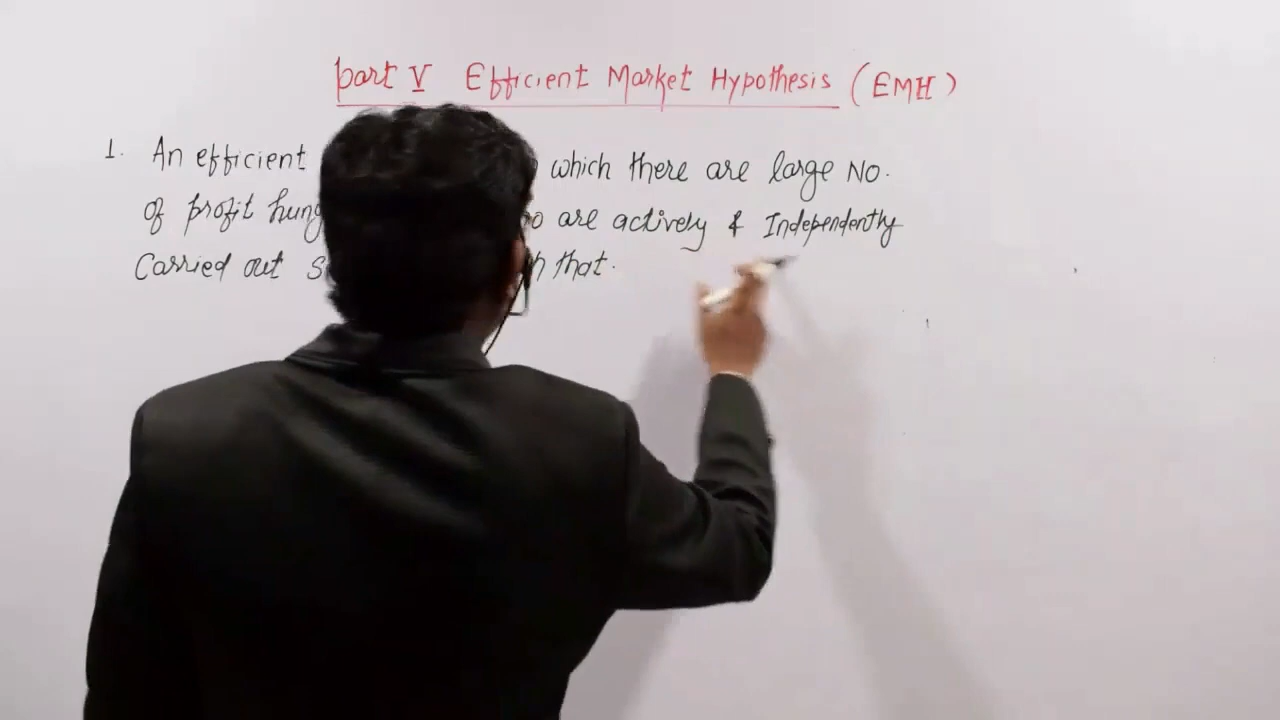 Part V Efficient Market Hypothesis (EMH)
1. An efficient which there are large No.
of profit are actively & Independently
Carried out that.